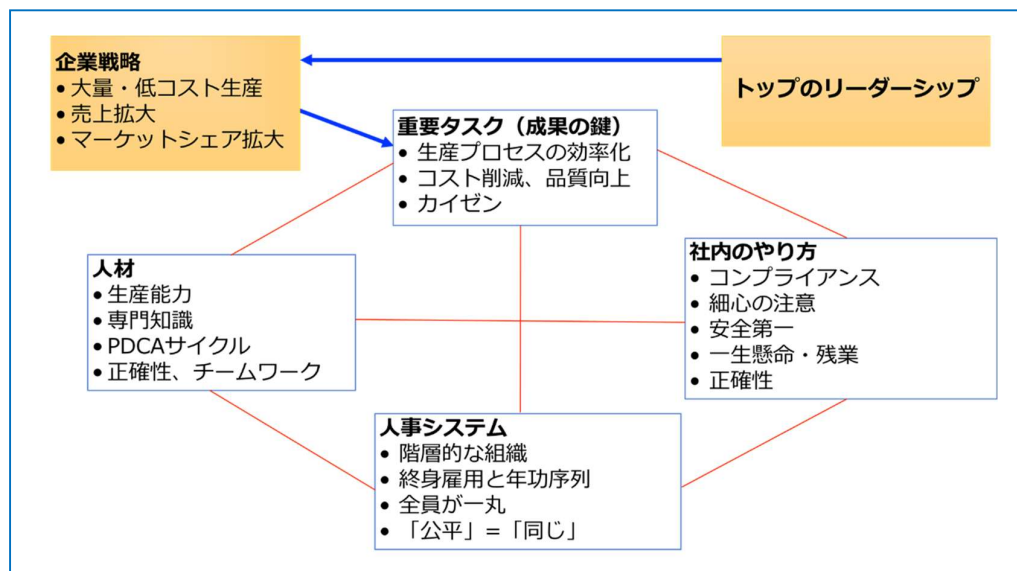 企業戦略
• 大量・低コスト生産
• 売上拡大
• マーケットシェア拡大
トップのリーダーシップ
重要タスク（成果の鍵）
• 生産プロセスの効率化
• コスト削減、品質向上
• カイゼン
人材
• 生産能力
• 専門知識
• PDCAサイクル
• 正確性、チームワーク
社内のやり方
• コンプライアンス
• 細心の注意
• 安全第一
• 一生懸命・残業
• 正確性
人事システム
• 階層的な組織
• 終身雇用と年功序列
• 全員が一丸
• 「公平」＝「同じ」